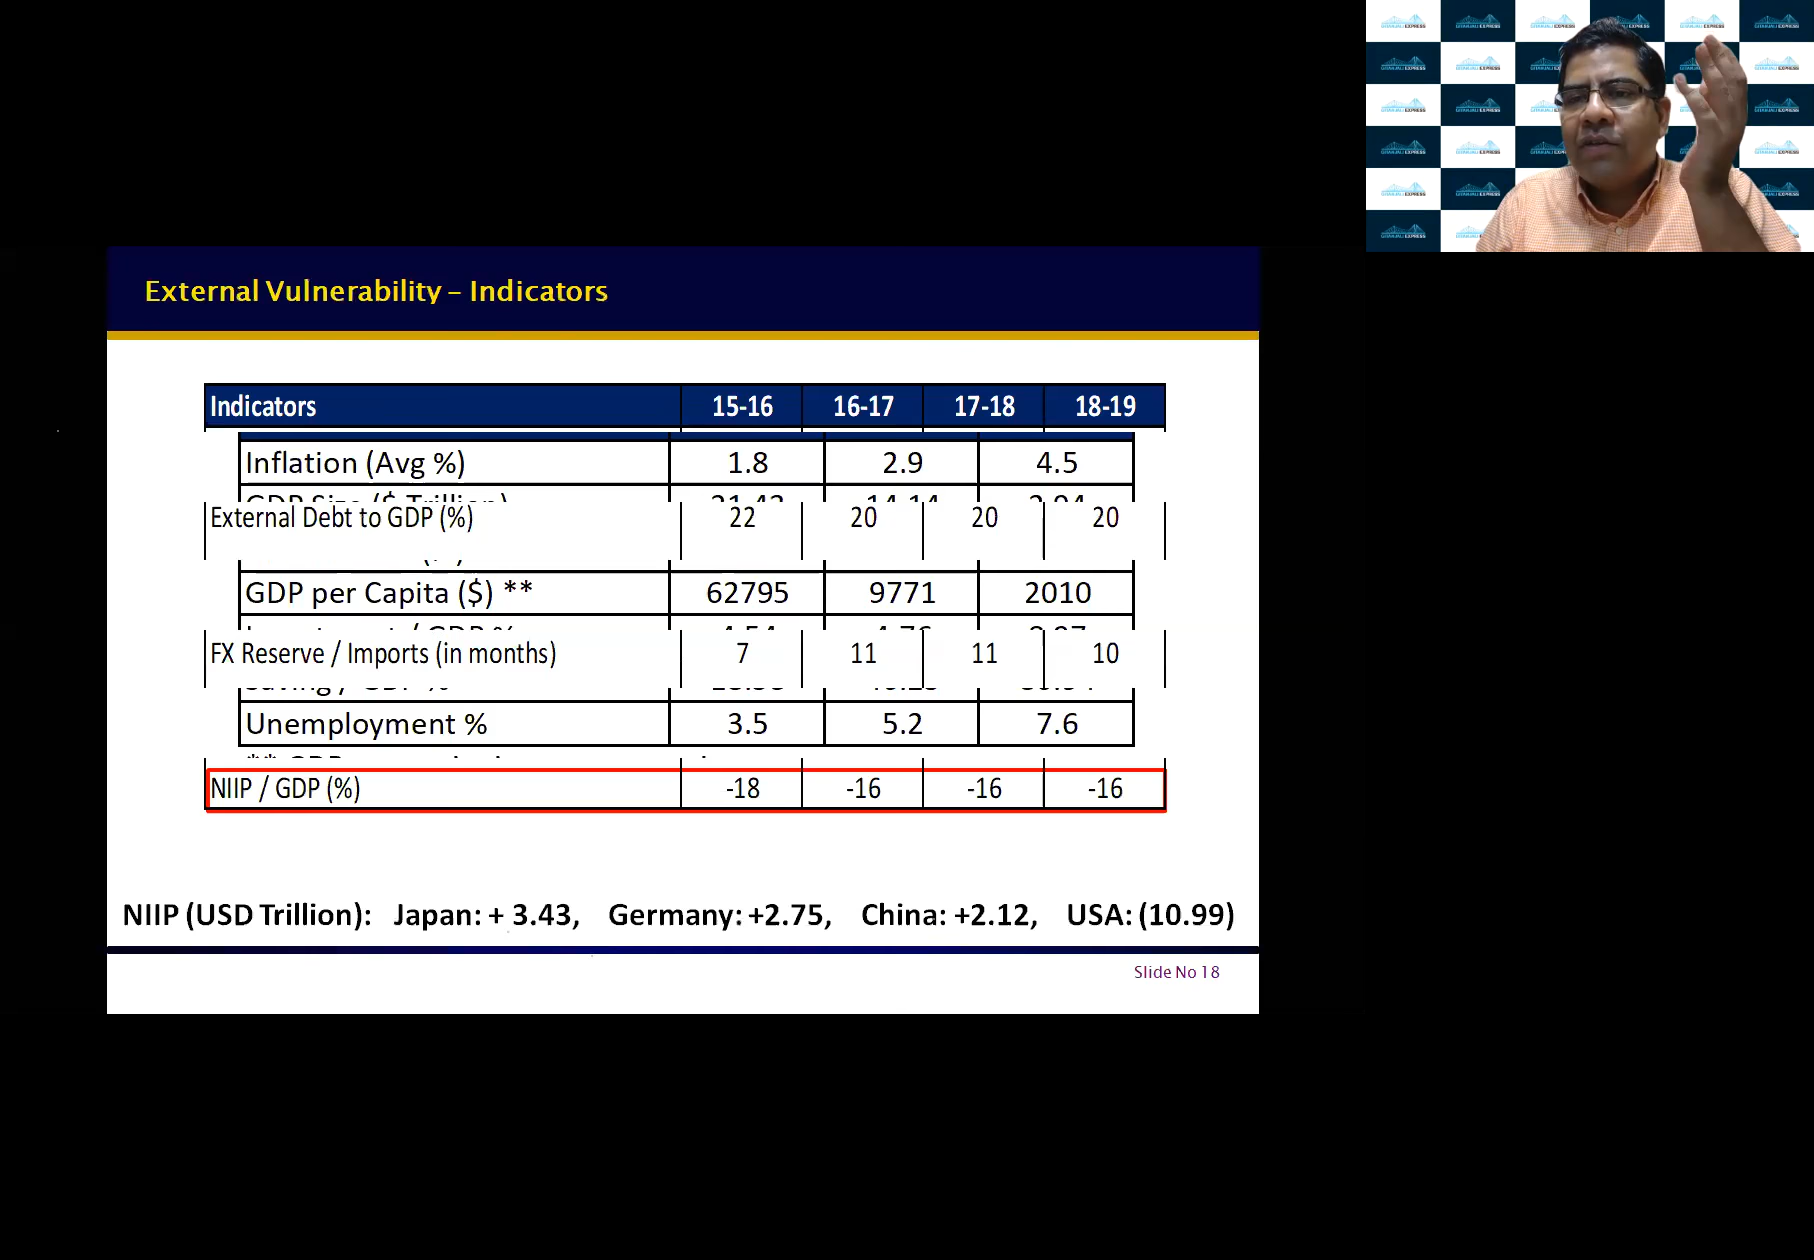 External Vulnerability – Indicators
Indicators 15-16 16-17 17-18 18-19
Inflation (Avg %) 1.8 2.9 4.5
GDP Size ($ Trillion)
External Debt to GDP (%) 22 20 20 20
GDP per Capita ($) ** 62795 9771 2010
FX Reserve / Imports (in months) 7 11 11 10
Unemployment % 3.5 5.2 7.6
NIIP / GDP (%) -18 -16 -16 -16
NIIP (USD Trillion): Japan: + 3.43, Germany: +2.75, China: +2.12, USA: (10.99)
Slide No 18